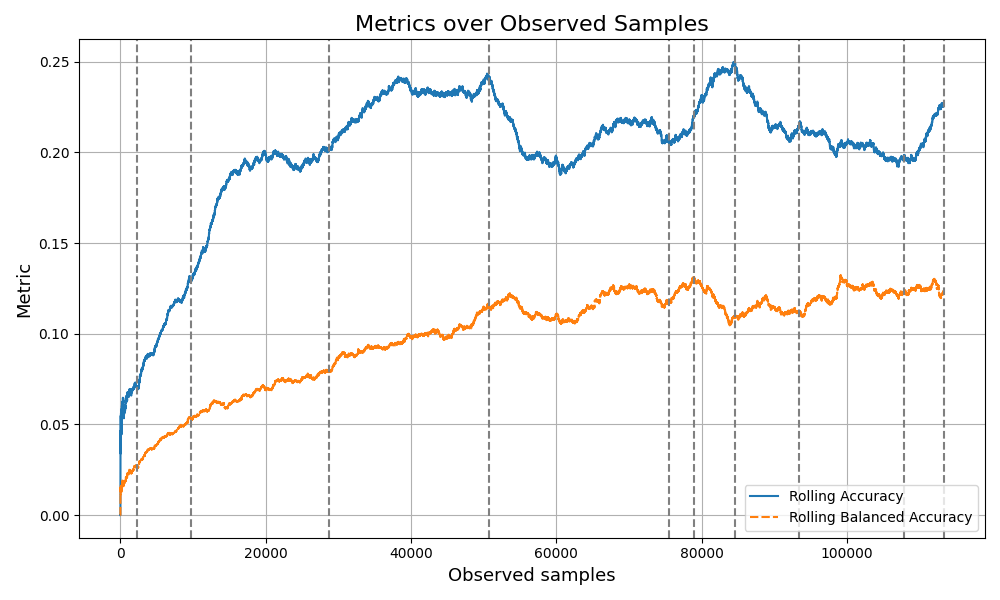 Metrics over Observed Samples
Metric
0.25
0.20
0.15
0.10
0.05
0.00
0
20000
40000
60000
80000
100000
Observed samples
Rolling Accuracy
Rolling Balanced Accuracy